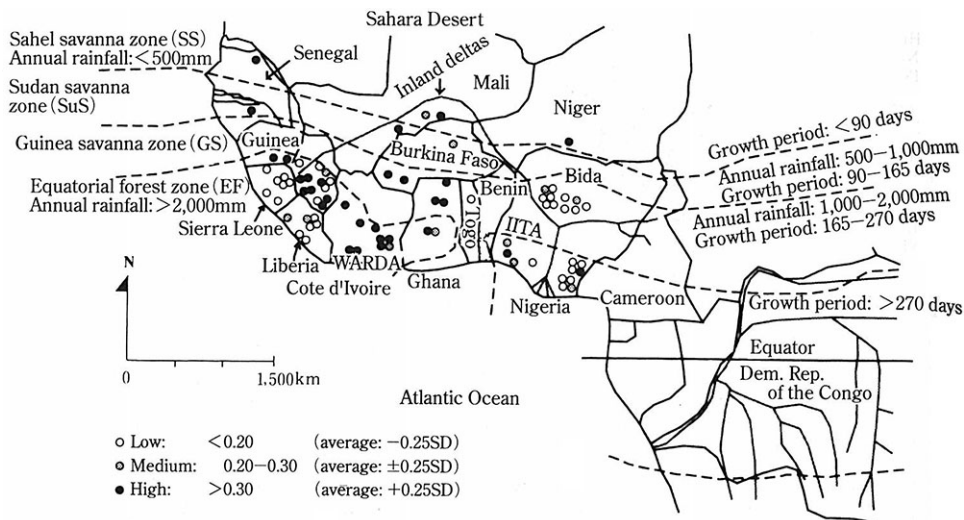 Sahara Desert
Sahel savanna zone (SS)
Annual rainfall: <500mm
Senegal
Inland deltas
Mali
Sudan savanna
zone (SuS)
Niger
Guinea savanna zone (GS)
Guinea
Burkina Faso
Growth period: <90 days
Annual rainfall: 500–1,000mm
Growth period: 90–165 days
Annual rainfall: 1,000–2,000mm
Growth period: 165–270 days
Equatorial forest zone (EF)
Annual rainfall: >2,000mm
Benin
Bida
Togo
IITA
Sierra Leone
Liberia
WARDA
Cote d'Ivoire
Ghana
Nigeria
Cameroon
Growth period: >270 days
N
Equator
0
1,500km
Dem. Rep.
of the Congo
Atlantic Ocean
Low: <0.20 (average: −0.25SD)
Medium: 0.20–0.30 (average: ±0.25SD)
High: >0.30 (average: +0.25SD)